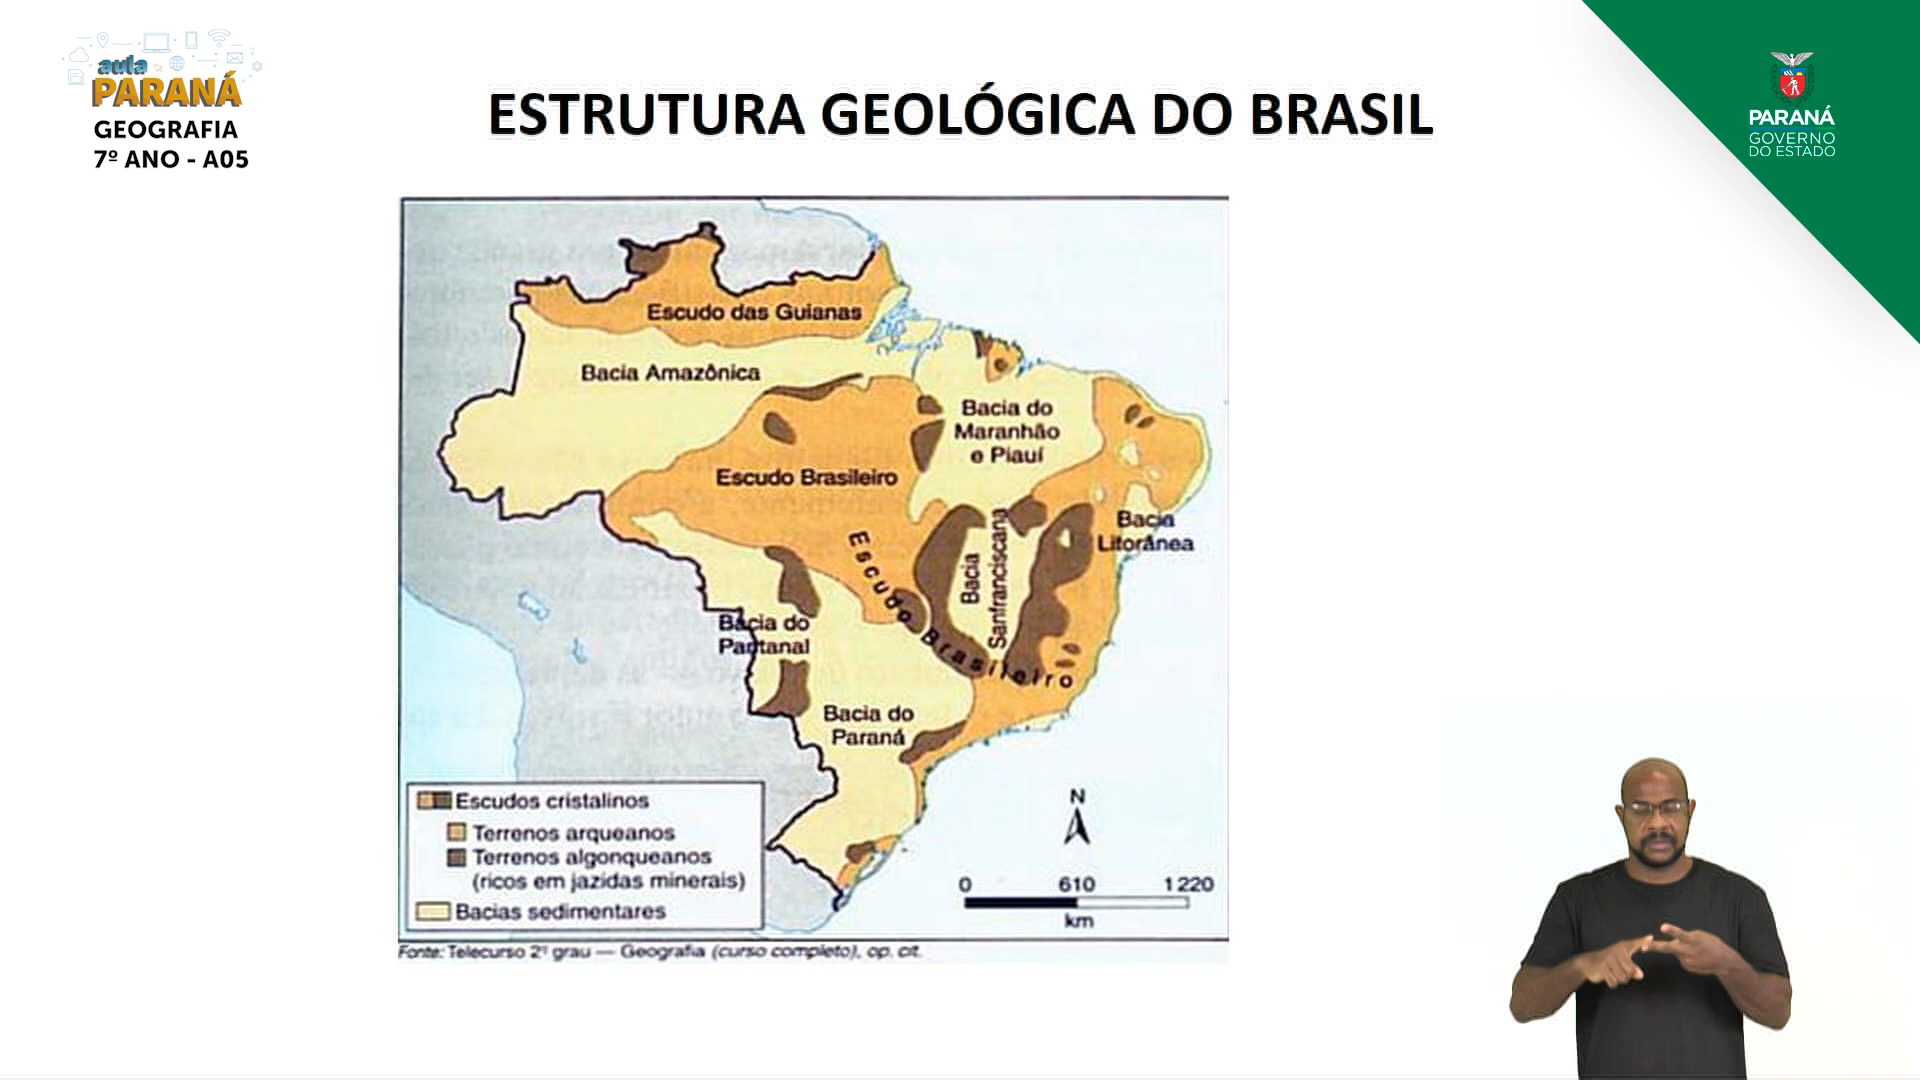 aula
PARANÁ
GEOGRAFIA
7º ANO - A05
ESTRUTURA GEOLÓGICA DO BRASIL
PARANÁ
GOVERNO
DO ESTADO
Escudo das Guianas
Bacia Amazônica
Bacia do
Maranhão
e Piauí
Escudo Brasileiro
Bacia
Litorânea
Escudo Brasileiro
Bacia
Sanfranciscana
Bacia do
Pantanal
Bacia do
Paraná
Escudos cristalinos
Terrenos arqueanos
Terrenos algonqueanos
(ricos em jazidas minerais)
Bacias sedimentares
N
0 610 1 220
km
Fonte: Telecurso 2º grau — Geografia (curso completo), op. cit.